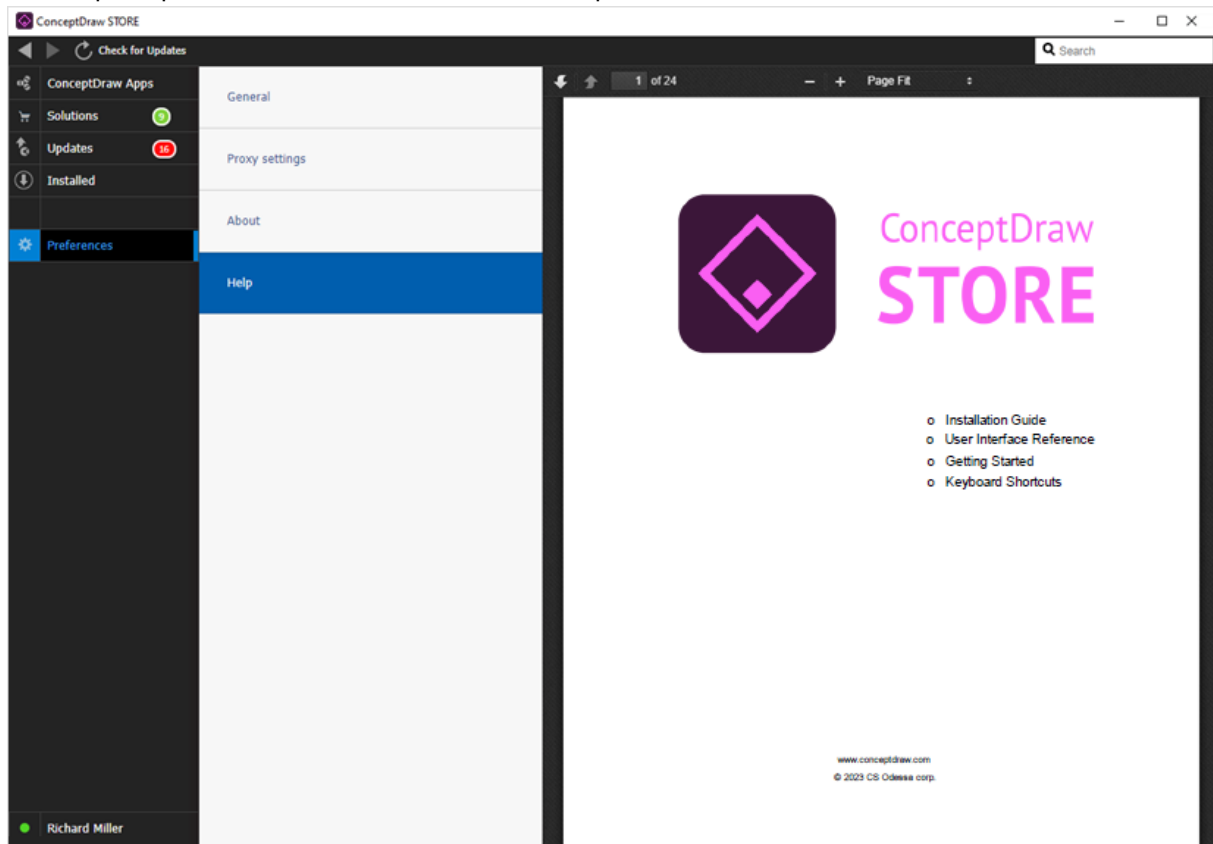 ConceptDraw STORE
Check for Updates
Search
ConceptDraw Apps
Solutions 9
Updates 16
Installed
Preferences
Richard Miller
General
Proxy settings
About
Help
1 of 24
Page Fit
ConceptDraw
STORE
o Installation Guide
o User Interface Reference
o Getting Started
o Keyboard Shortcuts
www.conceptdraw.com
© 2023 CS Odessa corp.